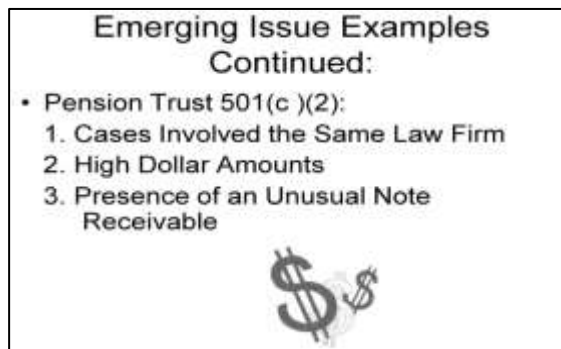 Emerging Issue Examples
Continued:
• Pension Trust 501(c )(2):
1. Cases Involved the Same Law Firm
2. High Dollar Amounts
3. Presence of an Unusual Note
Receivable